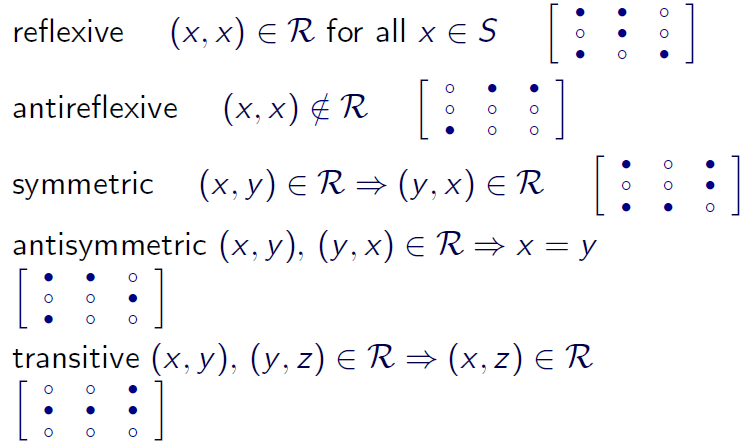 reflexive (x, x) ∈ ℛ for all x ∈ S [ • • ∘ ; ∘ • ∘ ; • ∘ • ]
antireflexive (x, x) ∉ ℛ [ ∘ • • ; ∘ ∘ ∘ ; • ∘ ∘ ]
symmetric (x, y) ∈ ℛ ⇒ (y, x) ∈ ℛ [ • ∘ • ; ∘ ∘ • ; • • ∘ ]
antisymmetric (x, y), (y, x) ∈ ℛ ⇒ x = y
[ • • ∘ ; ∘ ∘ • ; • ∘ ∘ ]
transitive (x, y), (y, z) ∈ ℛ ⇒ (x, z) ∈ ℛ
[ ∘ ∘ • ; • • • ; ∘ ∘ ∘ ]